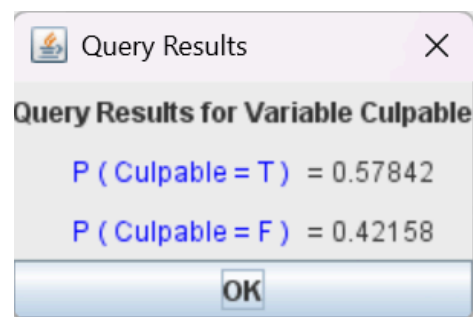 Query Results
Query Results for Variable Culpable
P ( Culpable = T ) = 0.57842
P ( Culpable = F ) = 0.42158
OK